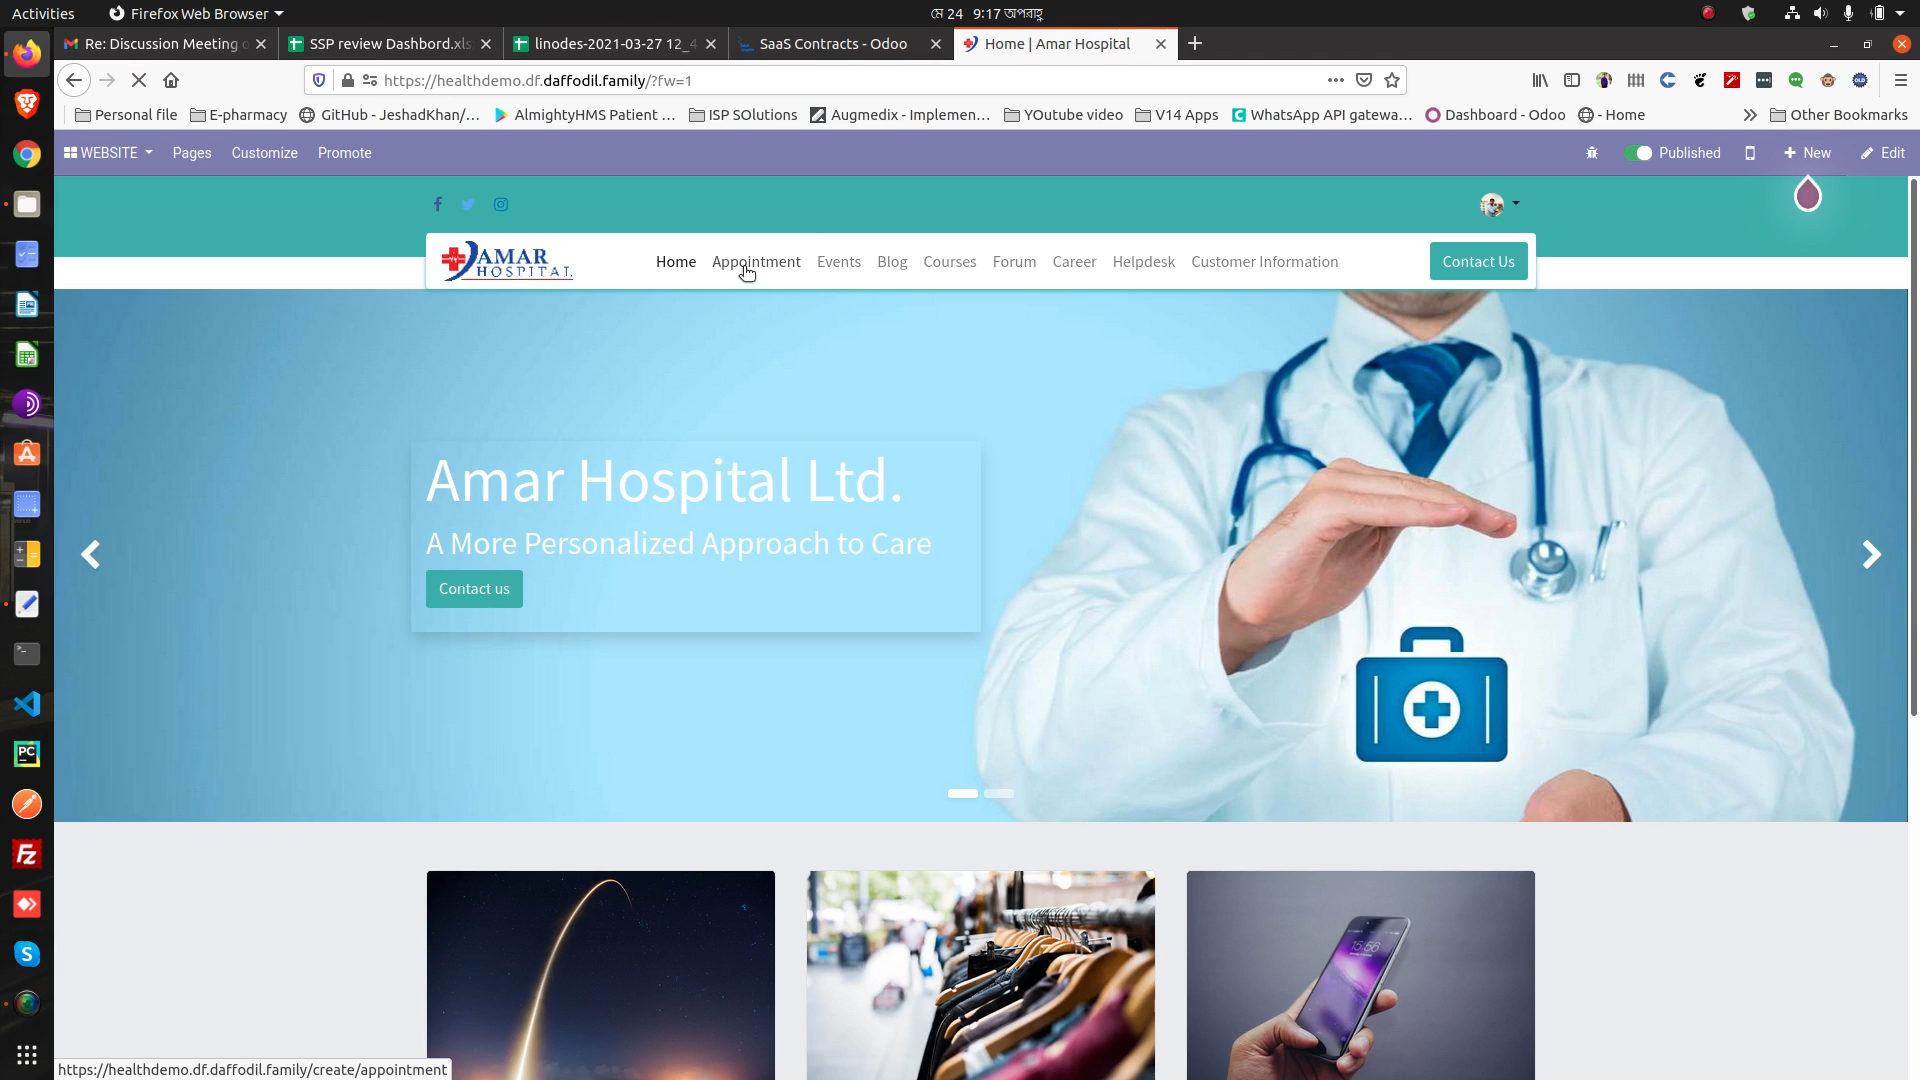 Activities
Firefox Web Browser
মে 24 9:17 অপরাহ্ণ
Re: Discussion Meeting o
SSP review Dashbord.xls
linodes-2021-03-27 12_4
SaaS Contracts - Odoo
Home | Amar Hospital
https://healthdemo.df.daffodil.family/?fw=1
Personal file
E-pharmacy
GitHub - JeshadKhan/...
AlmightyHMS Patient ...
ISP SOlutions
Augmedix - Implemen...
YOutube video
V14 Apps
WhatsApp API gatewa...
Dashboard - Odoo
- Home
Other Bookmarks
WEBSITE
Pages
Customize
Promote
Published
New
Edit
AMAR
HOSPITAL
Home
Appointment
Events
Blog
Courses
Forum
Career
Helpdesk
Customer Information
Contact Us
Amar Hospital Ltd.
A More Personalized Approach to Care
Contact us
15:56
https://healthdemo.df.daffodil.family/create/appointment